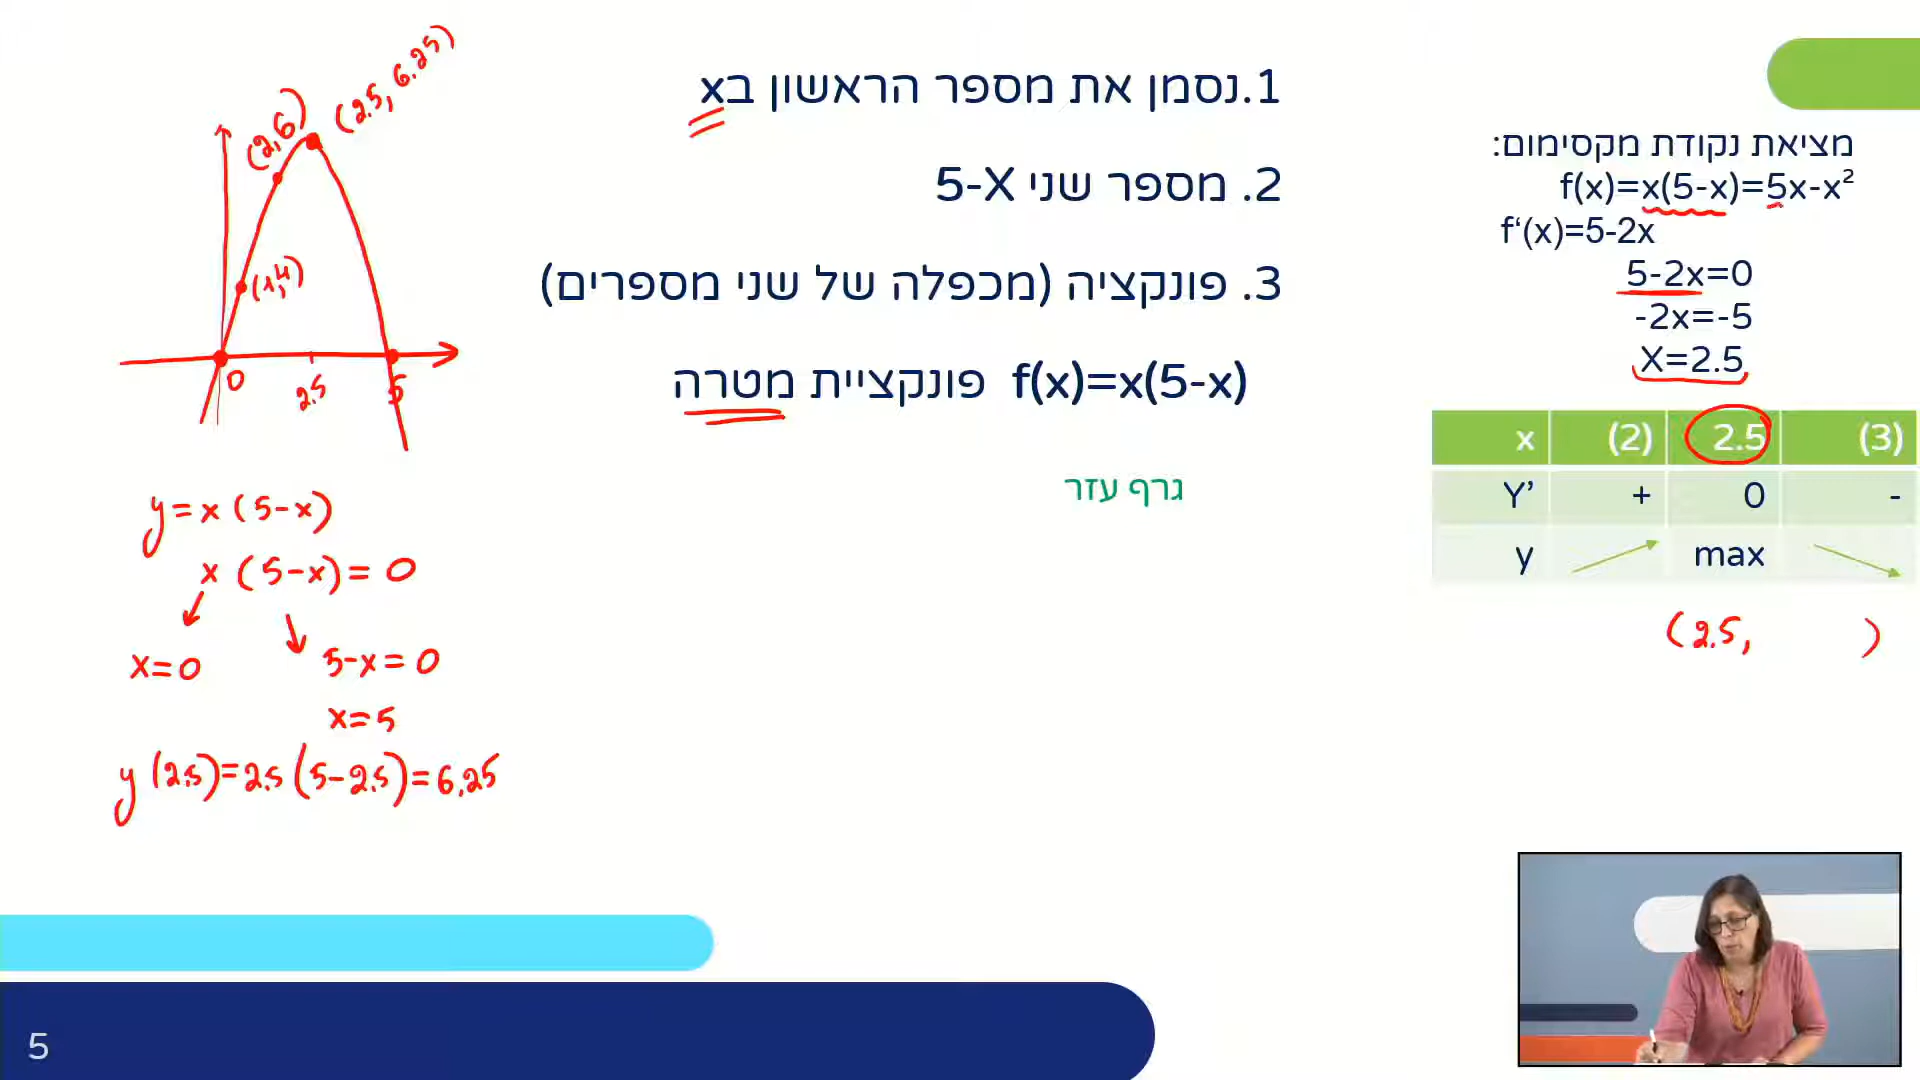 1.נסמן את מספר הראשון בx
2. מספר שני 5-X
3. פונקציה (מכפלה של שני מספרים)
f(x)=x(5-x) פונקציית מטרה
גרף עזר
מציאת נקודת מקסימום:
f(x)=x(5-x)=5x-x²
f‘(x)=5-2x
5-2x=0
-2x=-5
X=2.5
x (2) 2.5 (3)
Y’ + 0 -
y max
(2.5, )
(2.5, 6.25)
(2,6)
(1,4)
0 2.5 5
y=x(5-x)
x(5-x)=0
x=0 5-x=0
x=5
y(2.5)=2.5(5-2.5)=6.25
5